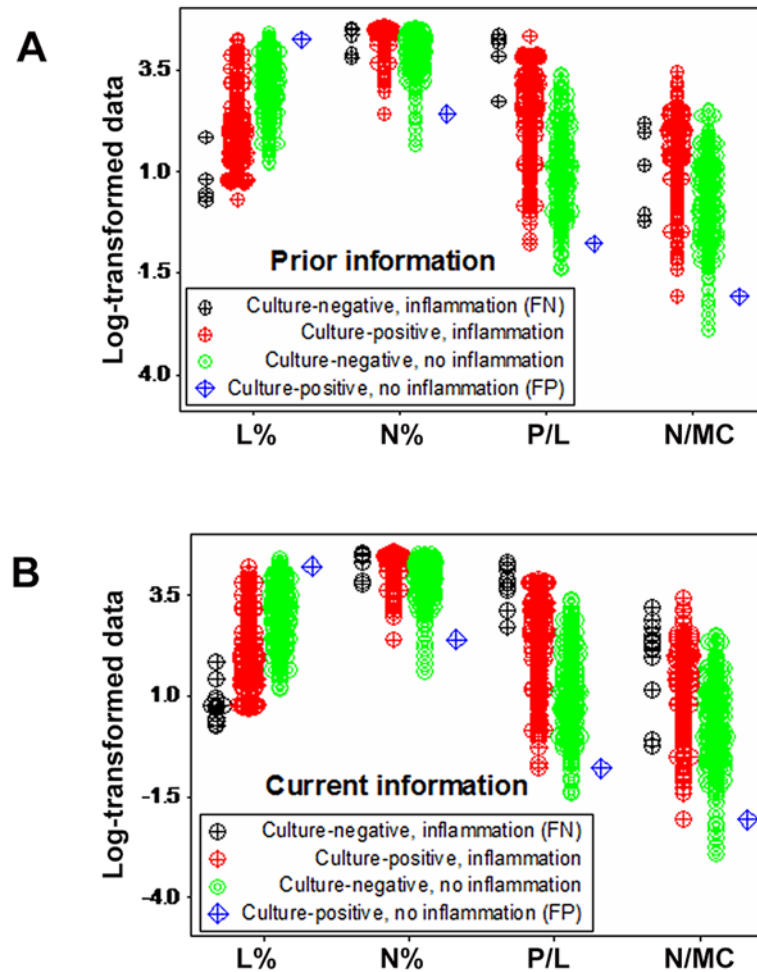 A
Log-transformed data
3.5
1.0
-1.5
4.0
Prior information
Culture-negative, inflammation (FN)
Culture-positive, inflammation
Culture-negative, no inflammation
Culture-positive, no inflammation (FP)
L% N% P/L N/MC
B
Log-transformed data
3.5
1.0
-1.5
-4.0
Current information
Culture-negative, inflammation (FN)
Culture-positive, inflammation
Culture-negative, no inflammation
Culture-positive, no inflammation (FP)
L% N% P/L N/MC